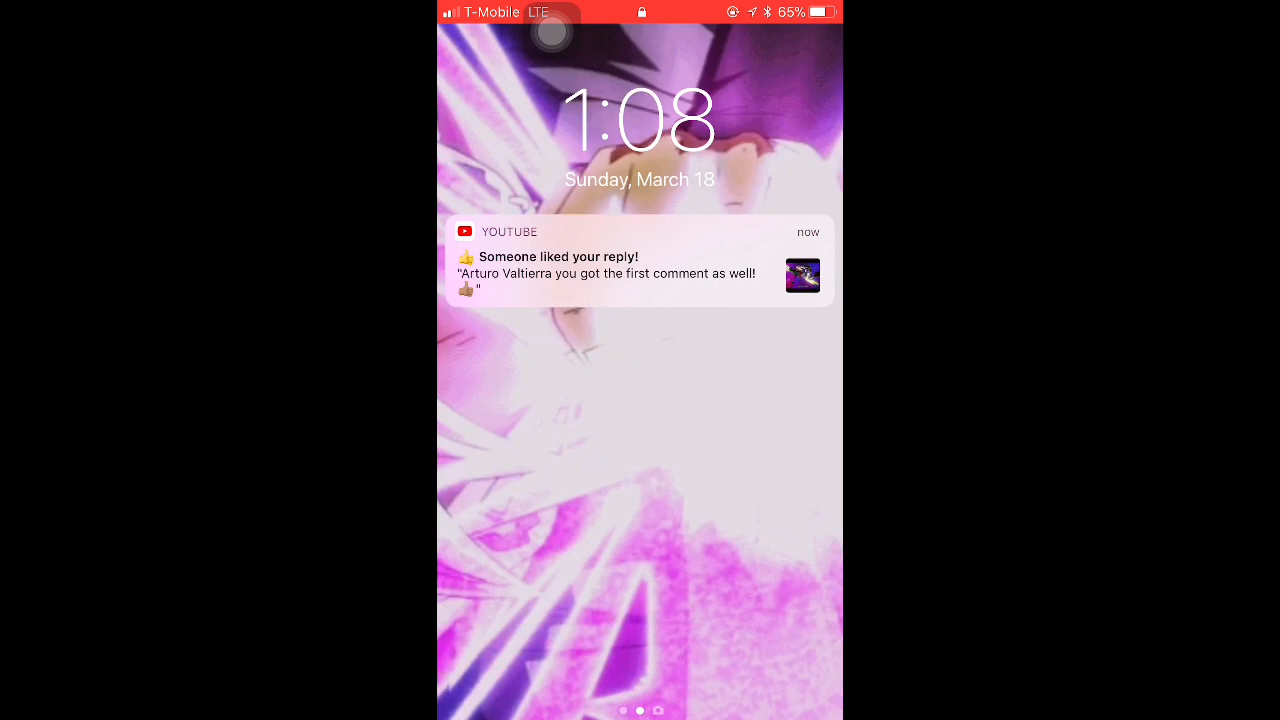 T-Mobile LTE 65%
1:08
Sunday, March 18
YOUTUBE now
👍 Someone liked your reply!
"Arturo Valtierra you got the first comment as well!
👍🏽"